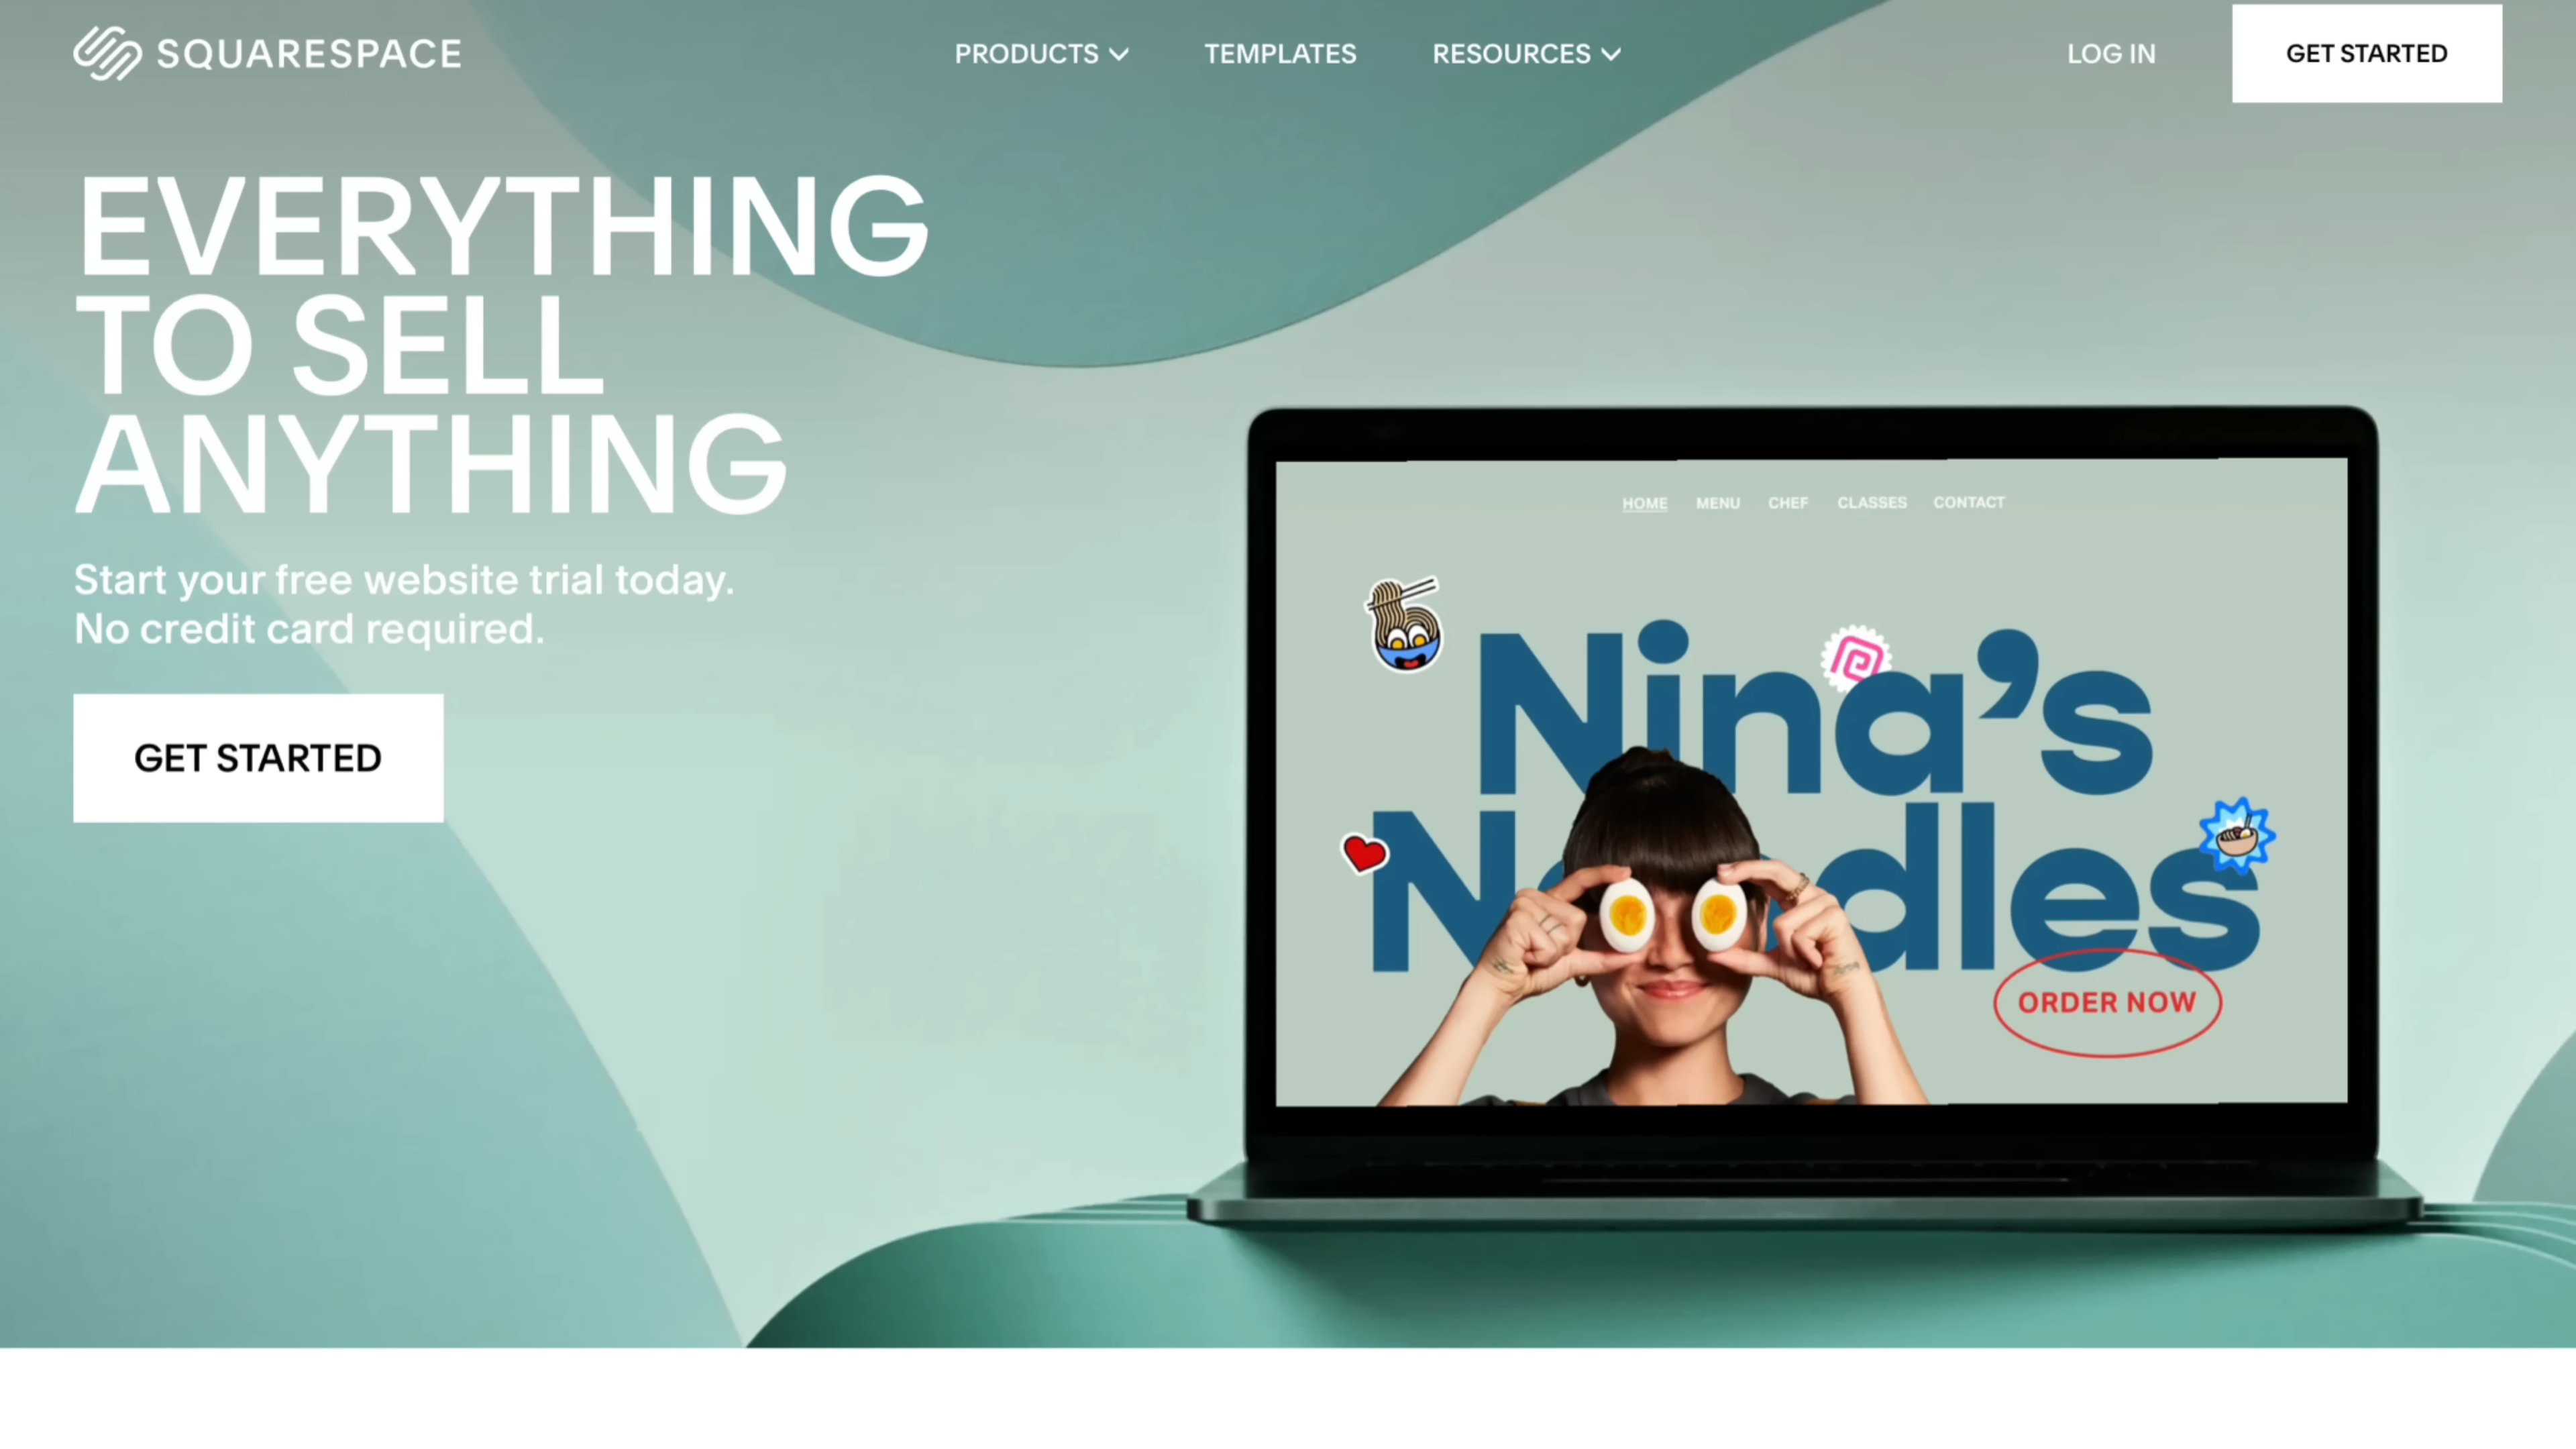 SQUARESPACE
PRODUCTS
TEMPLATES
RESOURCES
LOG IN
GET STARTED
EVERYTHING
TO SELL
ANYTHING
Start your free website trial today.
No credit card required.
GET STARTED
HOME MENU CHEF CLASSES CONTACT
Nina’s
Noodles
ORDER NOW